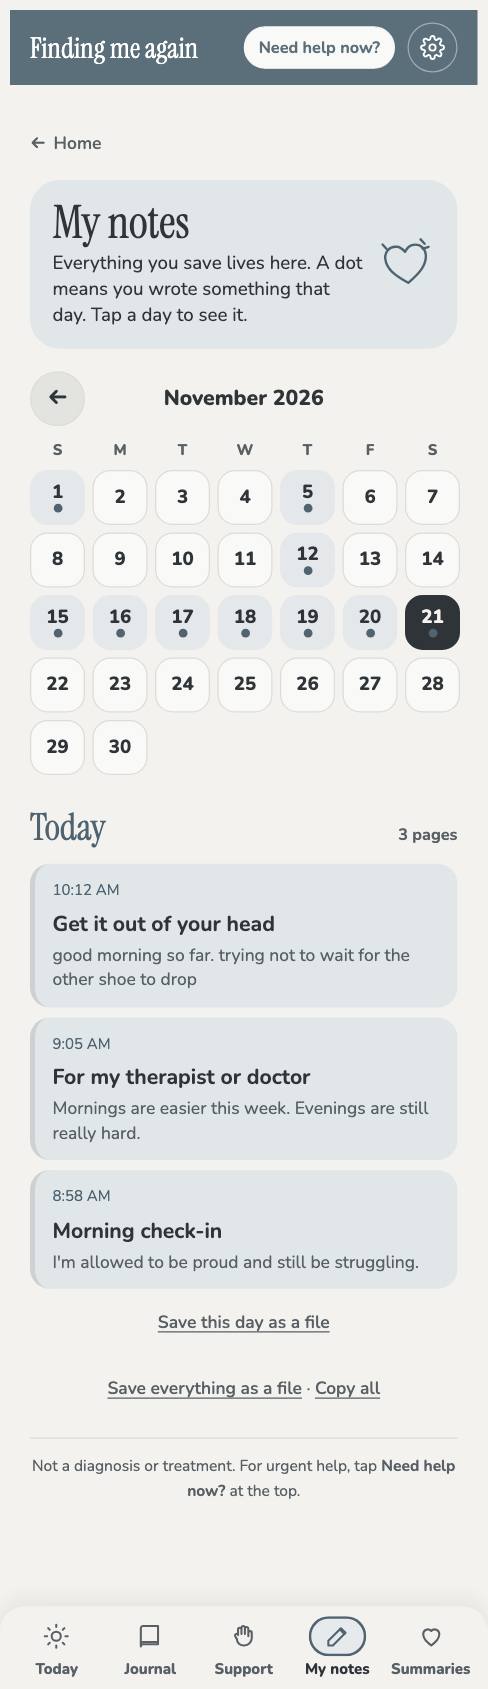 Finding me again
Need help now?
← Home
My notes
Everything you save lives here. A dot
means you wrote something that
day. Tap a day to see it.
← November 2026
S M T W T F S
1 2 3 4 5 6 7
8 9 10 11 12 13 14
15 16 17 18 19 20 21
22 23 24 25 26 27 28
29 30
Today
3 pages
10:12 AM
Get it out of your head
good morning so far. trying not to wait for the
other shoe to drop
9:05 AM
For my therapist or doctor
Mornings are easier this week. Evenings are still
really hard.
8:58 AM
Morning check-in
I'm allowed to be proud and still be struggling.
Save this day as a file
Save everything as a file · Copy all
Not a diagnosis or treatment. For urgent help, tap Need help
now? at the top.
Today Journal Support My notes Summaries